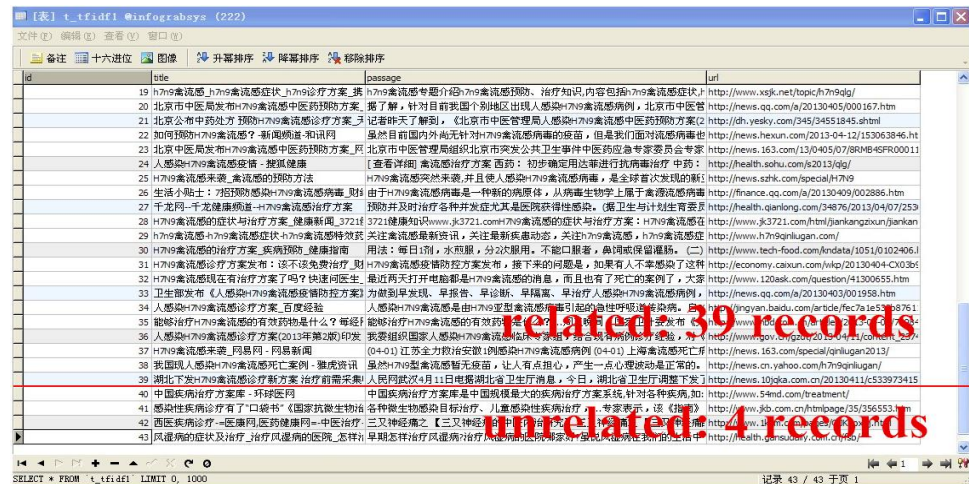 [表] t_tfidf1 @infograbsys (222)
文件(F) 编辑(E) 查看(V) 窗口(W)
备注 十六进位 图像 升幂排序 降幂排序 移除排序
id title passage url
19 h7n9禽流感_h7n9禽流感症状_h7n9诊疗方案_携 h7n9禽流感专题介绍h7n9禽流感预防、治疗知识,内容包括h7n9禽流感症状,h http://www.xsjk.net/topic/h7n9qlg/
20 北京市中医局发布H7N9禽流感中医药预防方案_ 据了解，针对目前我国个别地区出现人感染H7N9禽流感病例，北京市中医管 http://news.qq.com/a/20130405/000167.htm
21 北京公布中药处方 预防H7N9禽流感诊疗方案_天 记者昨天了解到，《北京市中医管理局人感染H7N9禽流感中医药预防方案(2 http://dh.yesky.com/345/34551845.shtml
22 如何预防H7N9禽流感? -新闻频道-和讯网 虽然目前国内外尚无针对H7N9禽流感病毒的疫苗，但是我们面对流感病毒也 http://news.hexun.com/2013-04-12/153063846.ht
23 北京中医局发布H7N9禽流感中医药预防方案_网 北京市中医管理局组织北京市突发公共卫生事件中医药应急专家委员会专家 http://news.163.com/13/0405/07/8RMB4SFR00011
24 人感染H7N9禽流感疫情 - 搜狐健康 [查看详细] 禽流感治疗方案 西药： 初步确定用达菲进行抗病毒治疗 中药： http://health.sohu.com/s2013/qlg/
25 H7N9禽流感来袭_禽流感的预防方法 H7N9禽流感突然来袭,并且使人感染H7N9禽流感病毒，是全球首次发现的新 http://news.szhk.com/special/H7N9
26 生活小贴士：7招预防感染H7N9禽流感病毒_财 由于H7N9禽流感病毒是一种新的病原体，从病毒生物学上属于禽源流感病毒 http://finance.qq.com/a/20130409/002886.htm
27 千龙网--千龙健康频道--H7N9禽流感治疗方案 预防并及时治疗各种并发症尤其是医院获得性感染。(据卫生与计划生育委员 http://health.qianlong.com/34876/2013/04/07/253
28 H7N9禽流感的症状与治疗方案_健康新闻_3721健 3721健康知识www.jk3721.comH7N9禽流感的症状与治疗方案：H7N9禽流感在 http://www.jk3721.com/html/jiankangzixun/jiankan
29 h7n9禽流感-h7n9禽流感症状-h7n9禽流感特效药 关注禽流感最新资讯，关注最新疾患动态，关注h7n9禽流感，h7n9禽流感症 http://www.h7n9qinliugan.com/
30 H7N9禽流感的治疗方案_疾病预防_健康指南 用法：每日1剂，水煎服，分2次服用。不能口服者，鼻饲或保留灌肠。(二) http://www.tech-food.com/kndata/1051/0102406.l
31 H7N9禽流感诊疗方案发布：该不该免费治疗_财 H7N9禽流感疫情防控方案发布，接下来的问题是，如果有人不幸感染了这种 http://economy.caixun.com/wkp/20130404-CX03b9
32 H7N9禽流感现在有治疗方案了吗？快速问医生_ 最近两天打开电脑都是H7N9禽流感的消息，而且也有了死亡的案例了，大家 http://www.120ask.com/question/41300655.htm
33 卫生部发布《人感染H7N9禽流感疫情防控方案》 为做到早发现、早报告、早诊断、早隔离、早治疗人感染H7N9禽流感病例， http://news.qq.com/a/20130403/001958.htm
34 人感染H7N9禽流感诊疗方案_百度经验 人感染H7N9禽流感是由H7N9亚型禽流感病毒引起的急性呼吸道传染病。
35 能够治疗H7N9禽流感的有效药物是什么？每经 能够治疗H7N9禽流感的有效药
related: 39 records
36 人感染H7N9禽流感诊疗方案(2013年第2版)印发 我委组织国家人感染H7N9禽流感临床专家组，结合现有病例诊疗经验，对
37 H7N9禽流感来袭_网易网 - 网易新闻 (04-01) 江苏全力救治安徽1例感染H7N9禽流感病例 (04-01) 上海禽流感死亡 http://news.163.com/special/qinliugan2013/
38 我国现人感染H7N9禽流感死亡案例 - 雅虎资讯 虽然H7N9型禽流感暂无疫苗，让人有点担心，产生一点心理波动是正常的。 http://news.cn.yahoo.com/h7n9qinliugan/
39 湖北下发H7N9禽流感诊疗新方案 治疗前需采集 人民网武汉4月11日电据湖北省卫生厅消息，今日，湖北省卫生厅调整下发了 http://news.10jqka.com.cn/20130411/c533973415
40 中国疾病治疗方案库 - 环球医网 中国疾病治疗方案库是中国规模最大的疾病治疗方案系统,针对各种疾病,如: http://www.54md.com/treatment/
41 感染性疾病诊疗有了"口袋书"《国家抗微生物治 各种微生物感染目标治疗、儿童感染性疾病治疗，
42 西医疾病诊疗-=医康网,医药健康网=-中医治疗- 三叉神经痛之【三叉神经痛
unrelated: 4 records
43 风湿病的症状及治疗_治疗风湿病的医院_怎样治 早期怎样治疗风湿病?治疗风湿病的医院哪家好?
SELECT * FROM `t_tfidf1` LIMIT 0, 1000 记录 43 / 43 于页 1